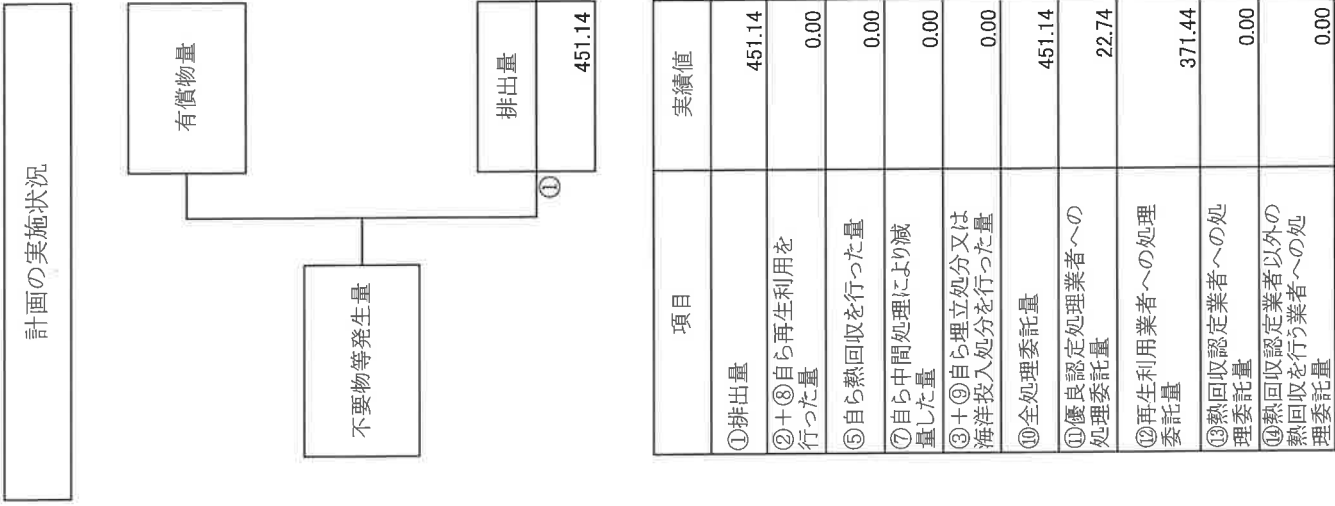 計画の実施状況
有償物量
不要物等発生量
排出量
①
451.14
項目
実績値
①排出量
451.14
②+⑧自ら再生利用を
行った量
0.00
⑤自ら熱回収を行った量
0.00
⑦自ら中間処理により減
量した量
0.00
③+⑨自ら埋立処分又は
海洋投入処分を行った量
0.00
⑩全処理委託量
451.14
⑪優良認定処理業者への
処理委託量
22.74
⑫再生利用業者への処理
委託量
371.44
⑬熱回収認定業者への処
理委託量
0.00
⑭熱回収認定業者以外の
熱回収を行う業者への処
理委託量
0.00